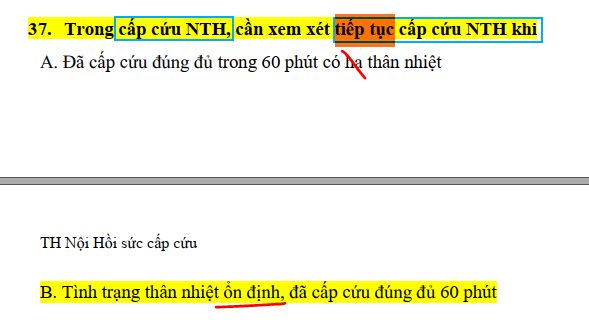 37. Trong cấp cứu NTH, cần xem xét tiếp tục cấp cứu NTH khi
A. Đã cấp cứu đúng đủ trong 60 phút có hạ thân nhiệt
TH Nội Hồi sức cấp cứu
B. Tình trạng thân nhiệt ổn định, đã cấp cứu đúng đủ 60 phút